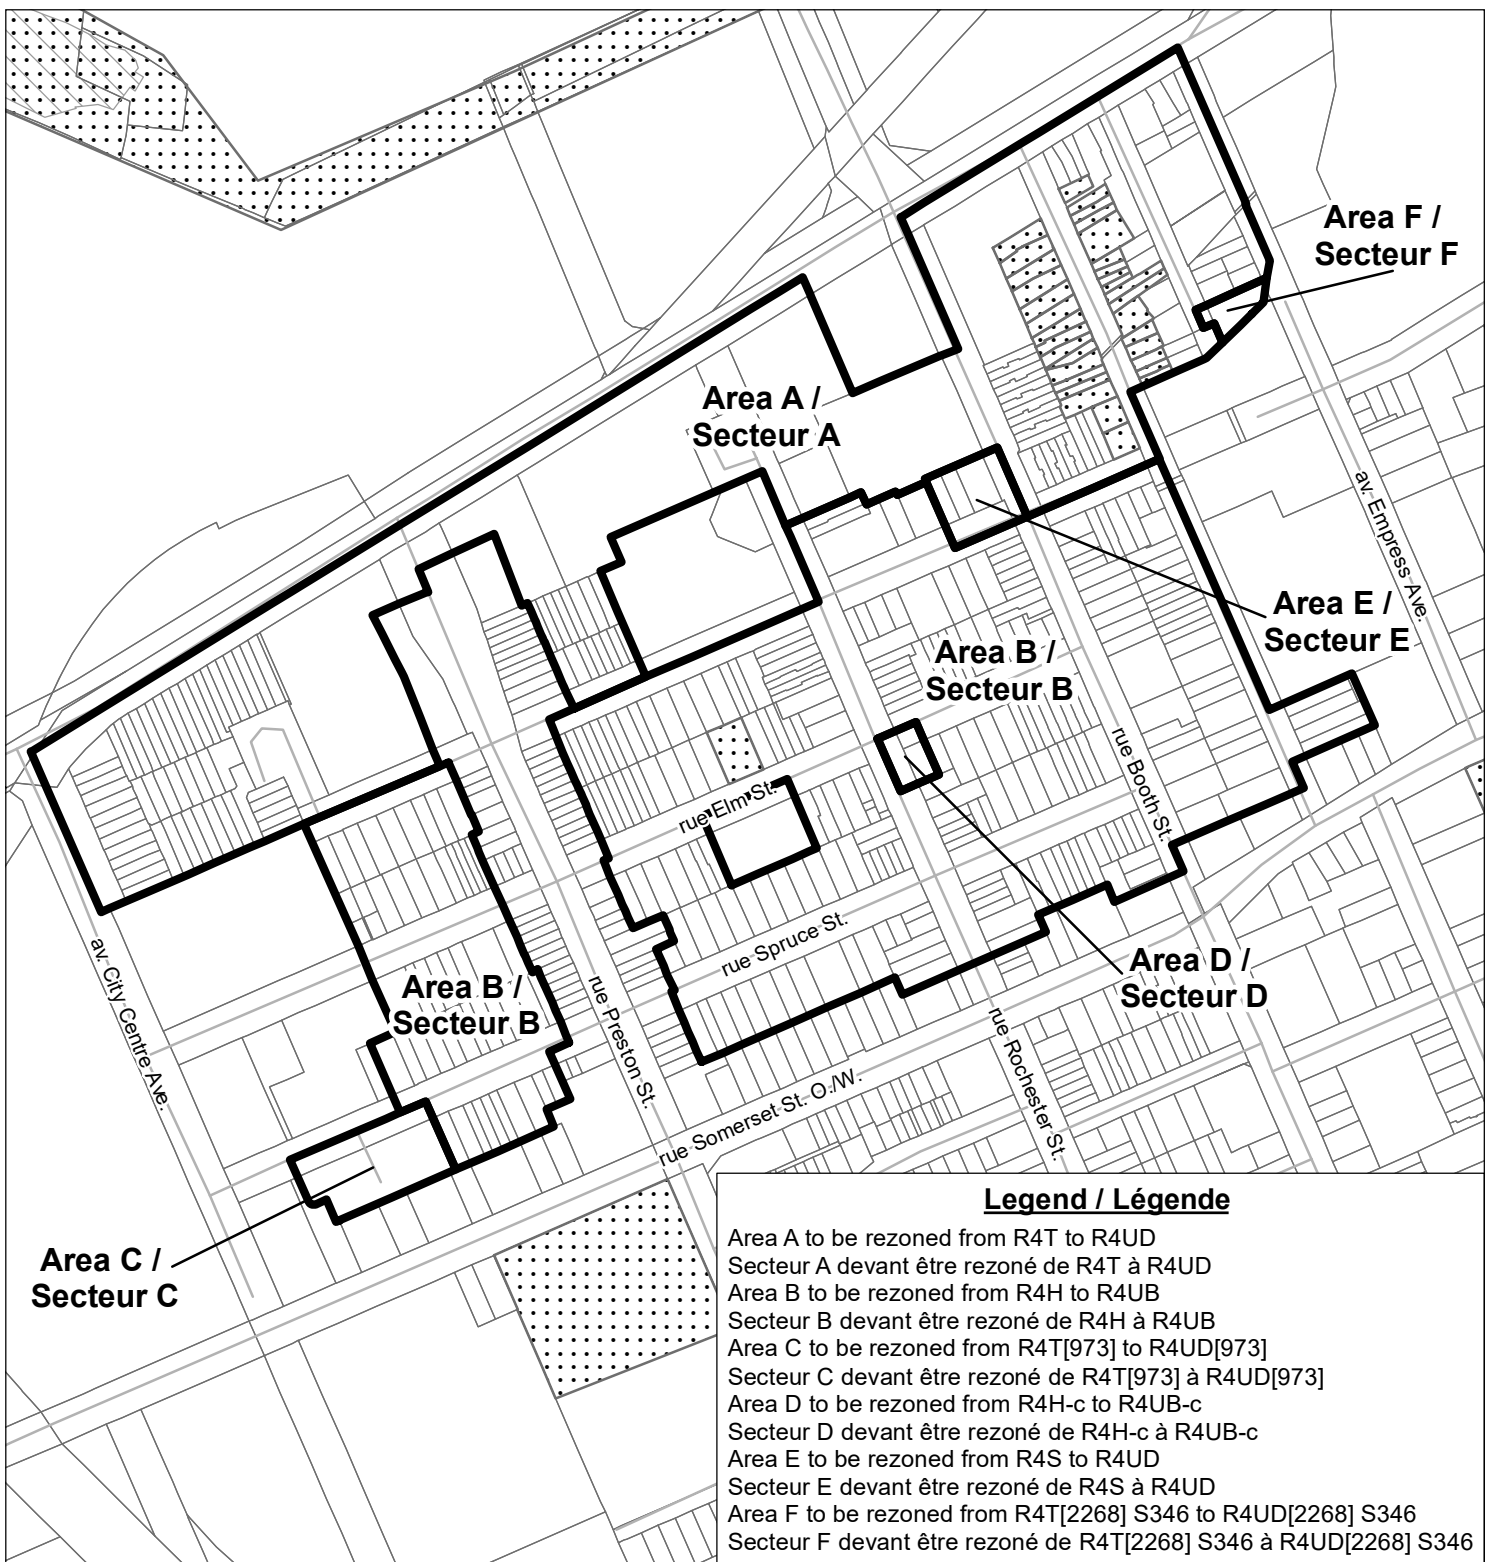 Area F /
Secteur F
Area A /
Secteur A
av. Empress Ave.
Area E /
Secteur E
Area B /
Secteur B
rue Booth St.
rue Elm St.
rue Spruce St.
av. City Centre Ave.
Area B /
Secteur B
rue Preston St.
Area D /
Secteur D
rue Rochester St.
rue Somerset St. O./W.
Area C /
Secteur C
Legend / Légende
Area A to be rezoned from R4T to R4UD
Secteur A devant être rezoné de R4T à R4UD
Area B to be rezoned from R4H to R4UB
Secteur B devant être rezoné de R4H à R4UB
Area C to be rezoned from R4T[973] to R4UD[973]
Secteur C devant être rezoné de R4T[973] à R4UD[973]
Area D to be rezoned from R4H-c to R4UB-c
Secteur D devant être rezoné de R4H-c à R4UB-c
Area E to be rezoned from R4S to R4UD
Secteur E devant être rezoné de R4S à R4UD
Area F to be rezoned from R4T[2268] S346 to R4UD[2268] S346
Secteur F devant être rezoné de R4T[2268] S346 à R4UD[2268] S346